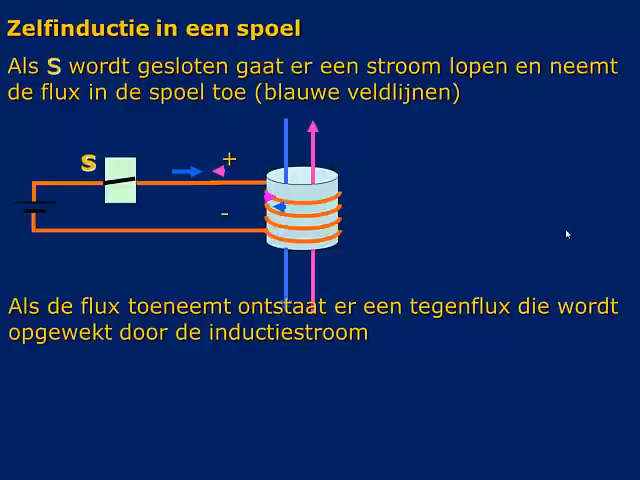 Zelfinductie in een spoel
Als S wordt gesloten gaat er een stroom lopen en neemt
de flux in de spoel toe (blauwe veldlijnen)
S
+
-
Als de flux toeneemt ontstaat er een tegenflux die wordt
opgewekt door de inductiestroom